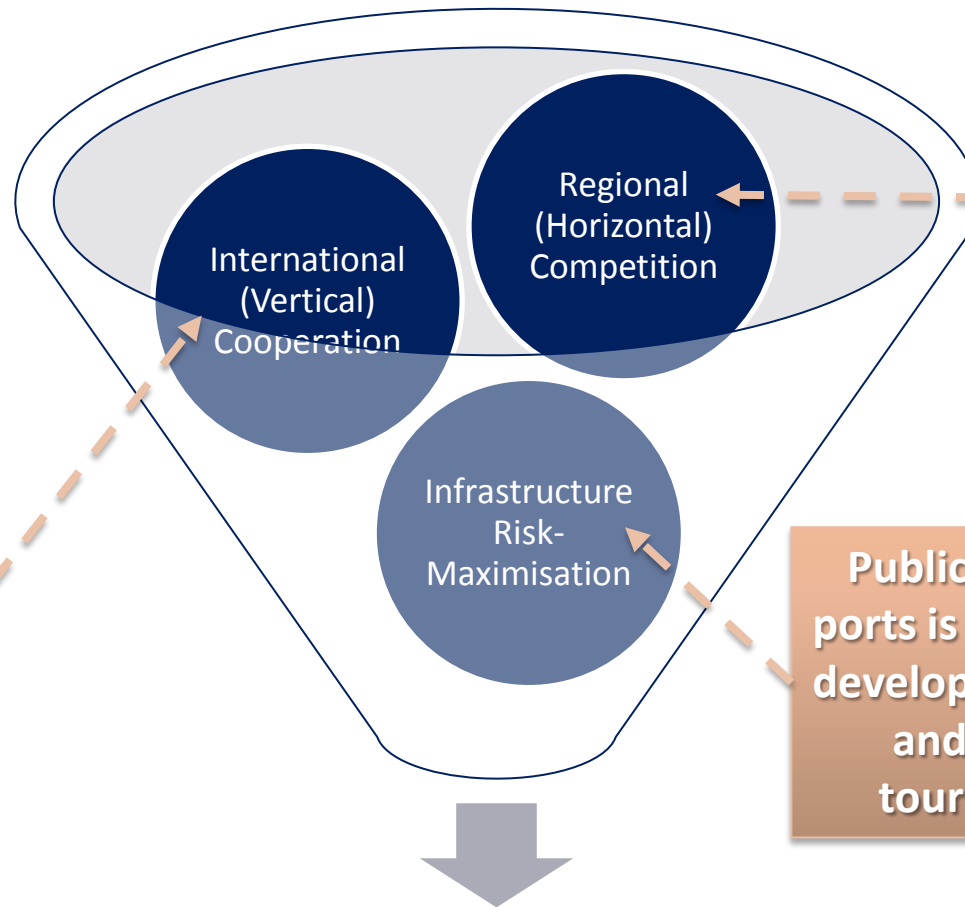 Regional
(Horizontal)
Competition
International
(Vertical)
Cooperation
Infrastructure
Risk-
Maximisation
Public
ports is
develop
and
tour